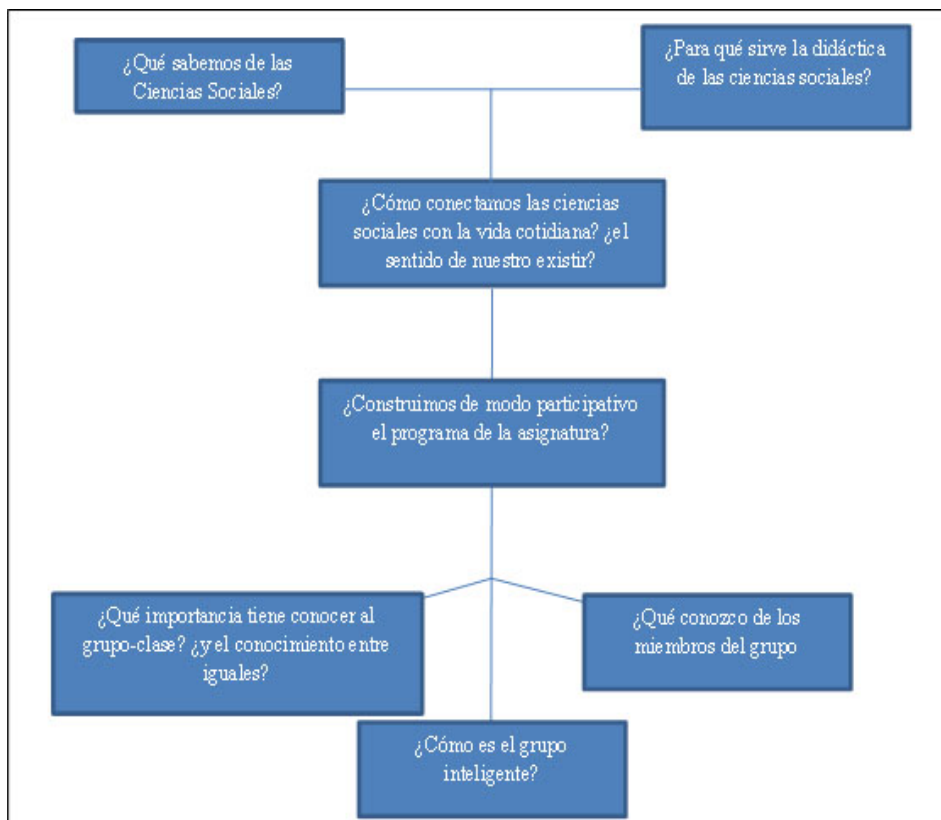 ¿Qué sabemos de las
Ciencias Sociales?
¿Para qué sirve la didáctica
de las ciencias sociales?
¿Cómo conectamos las ciencias
sociales con la vida cotidiana? ¿el
sentido de nuestro existir?
¿Construimos de modo participativo
el programa de la asignatura?
¿Qué importancia tiene conocer al
grupo-clase? ¿y el conocimiento entre
iguales?
¿Qué conozco de los
miembros del grupo
¿Cómo es el grupo
inteligente?